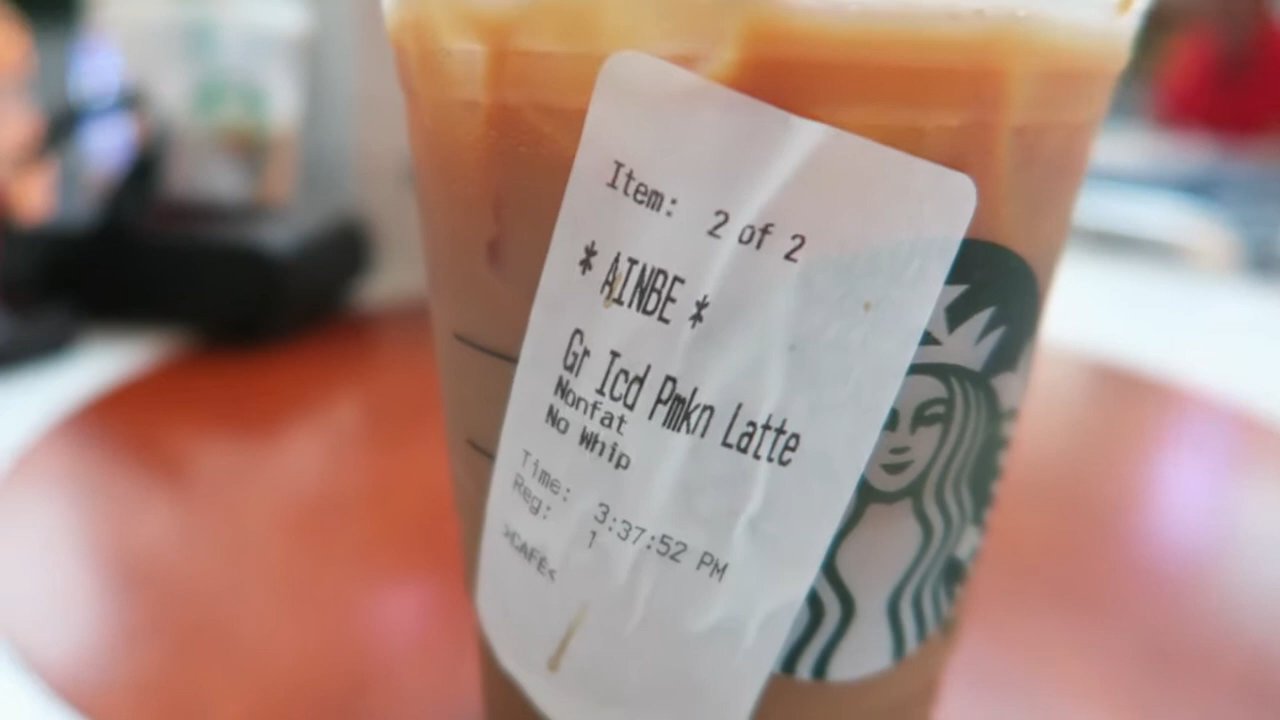 Item: 2 of 2
* AINBE *
Gr Icd Pmkn Latte
Nonfat
No Whip
Time: 3:37:52 PM
Reg: 1
>CAFE<